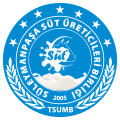 SÜLEYMANPAŞA SÜT ÜRETİCİLERİ BİRLİĞİ
2005
TSUMB